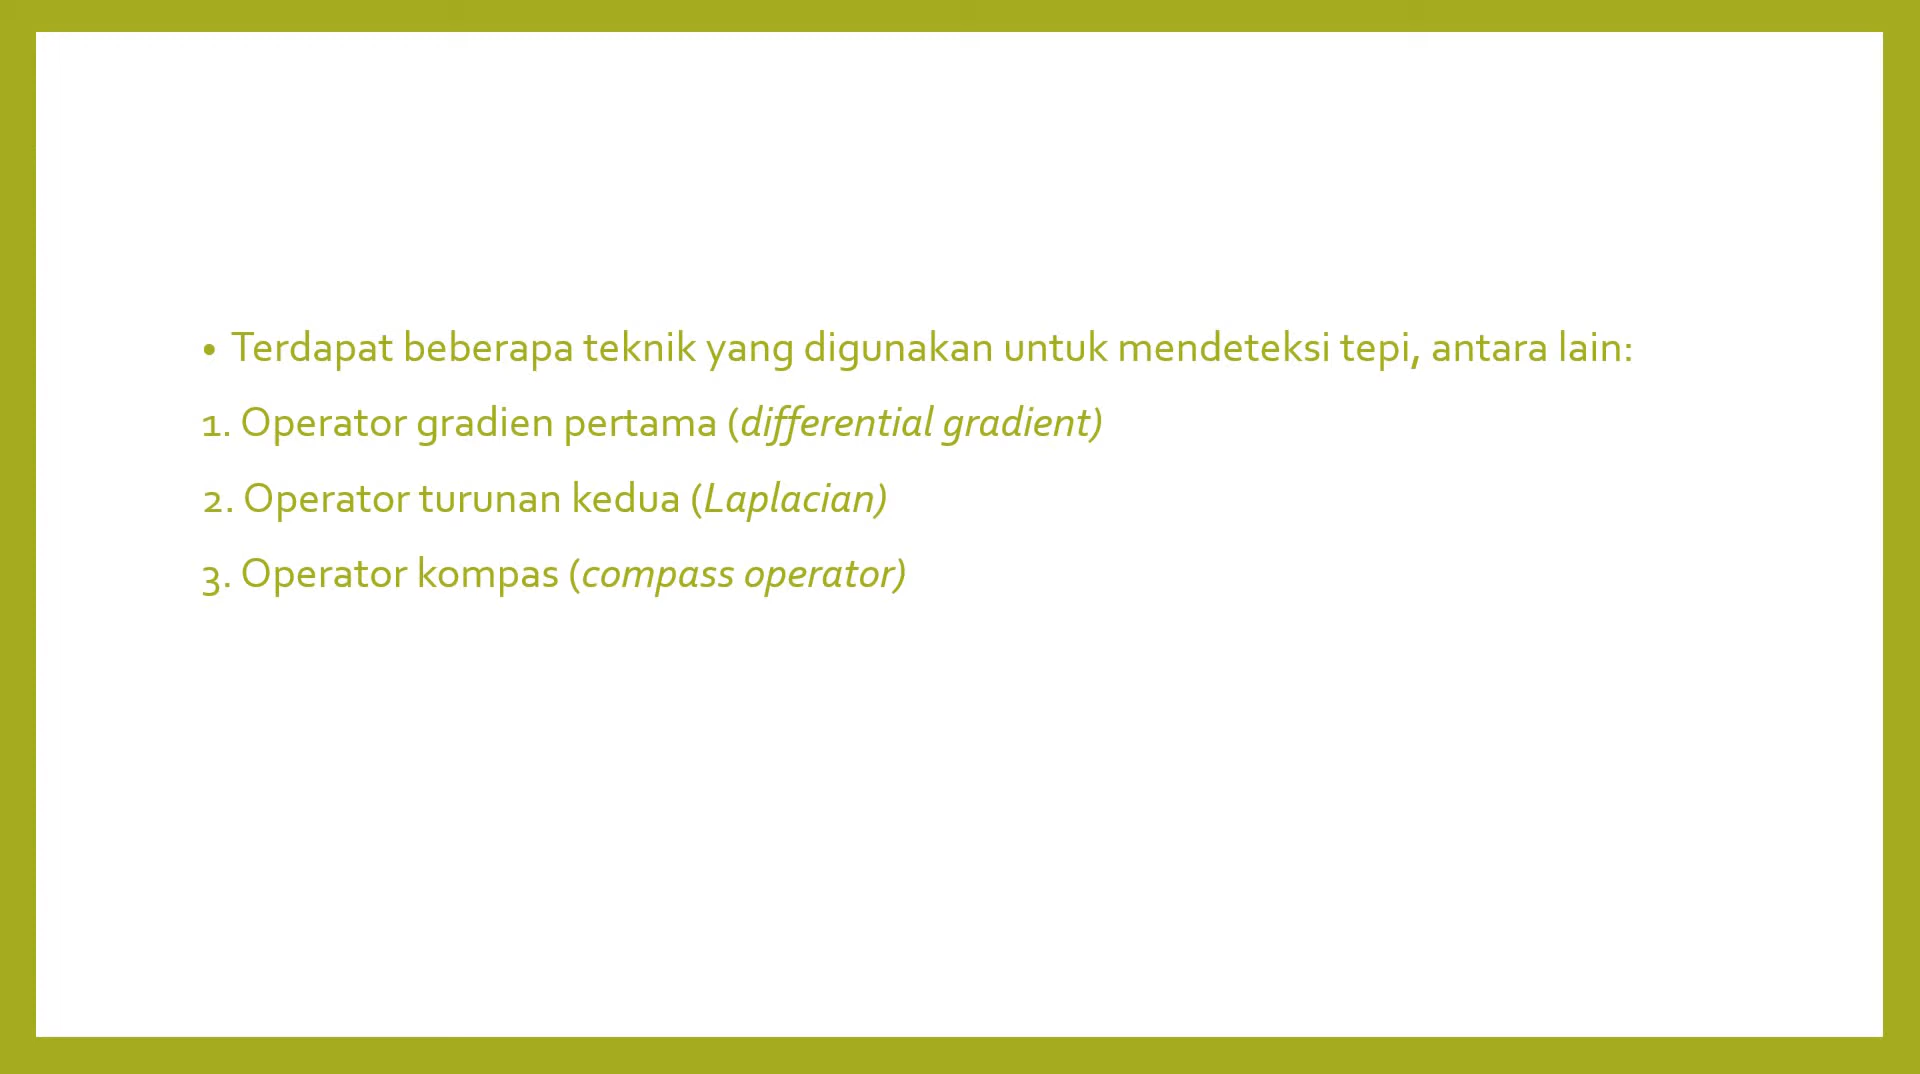 • Terdapat beberapa teknik yang digunakan untuk mendeteksi tepi, antara lain:
1. Operator gradien pertama (differential gradient)
2. Operator turunan kedua (Laplacian)
3. Operator kompas (compass operator)